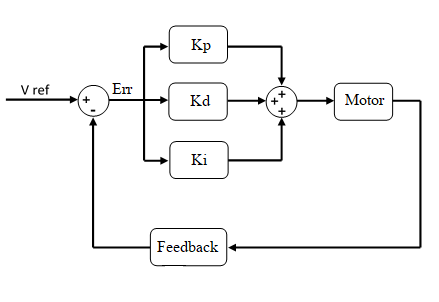 V ref
+
-
Err
Kp
Kd
Ki
+
+
+
Motor
Feedback